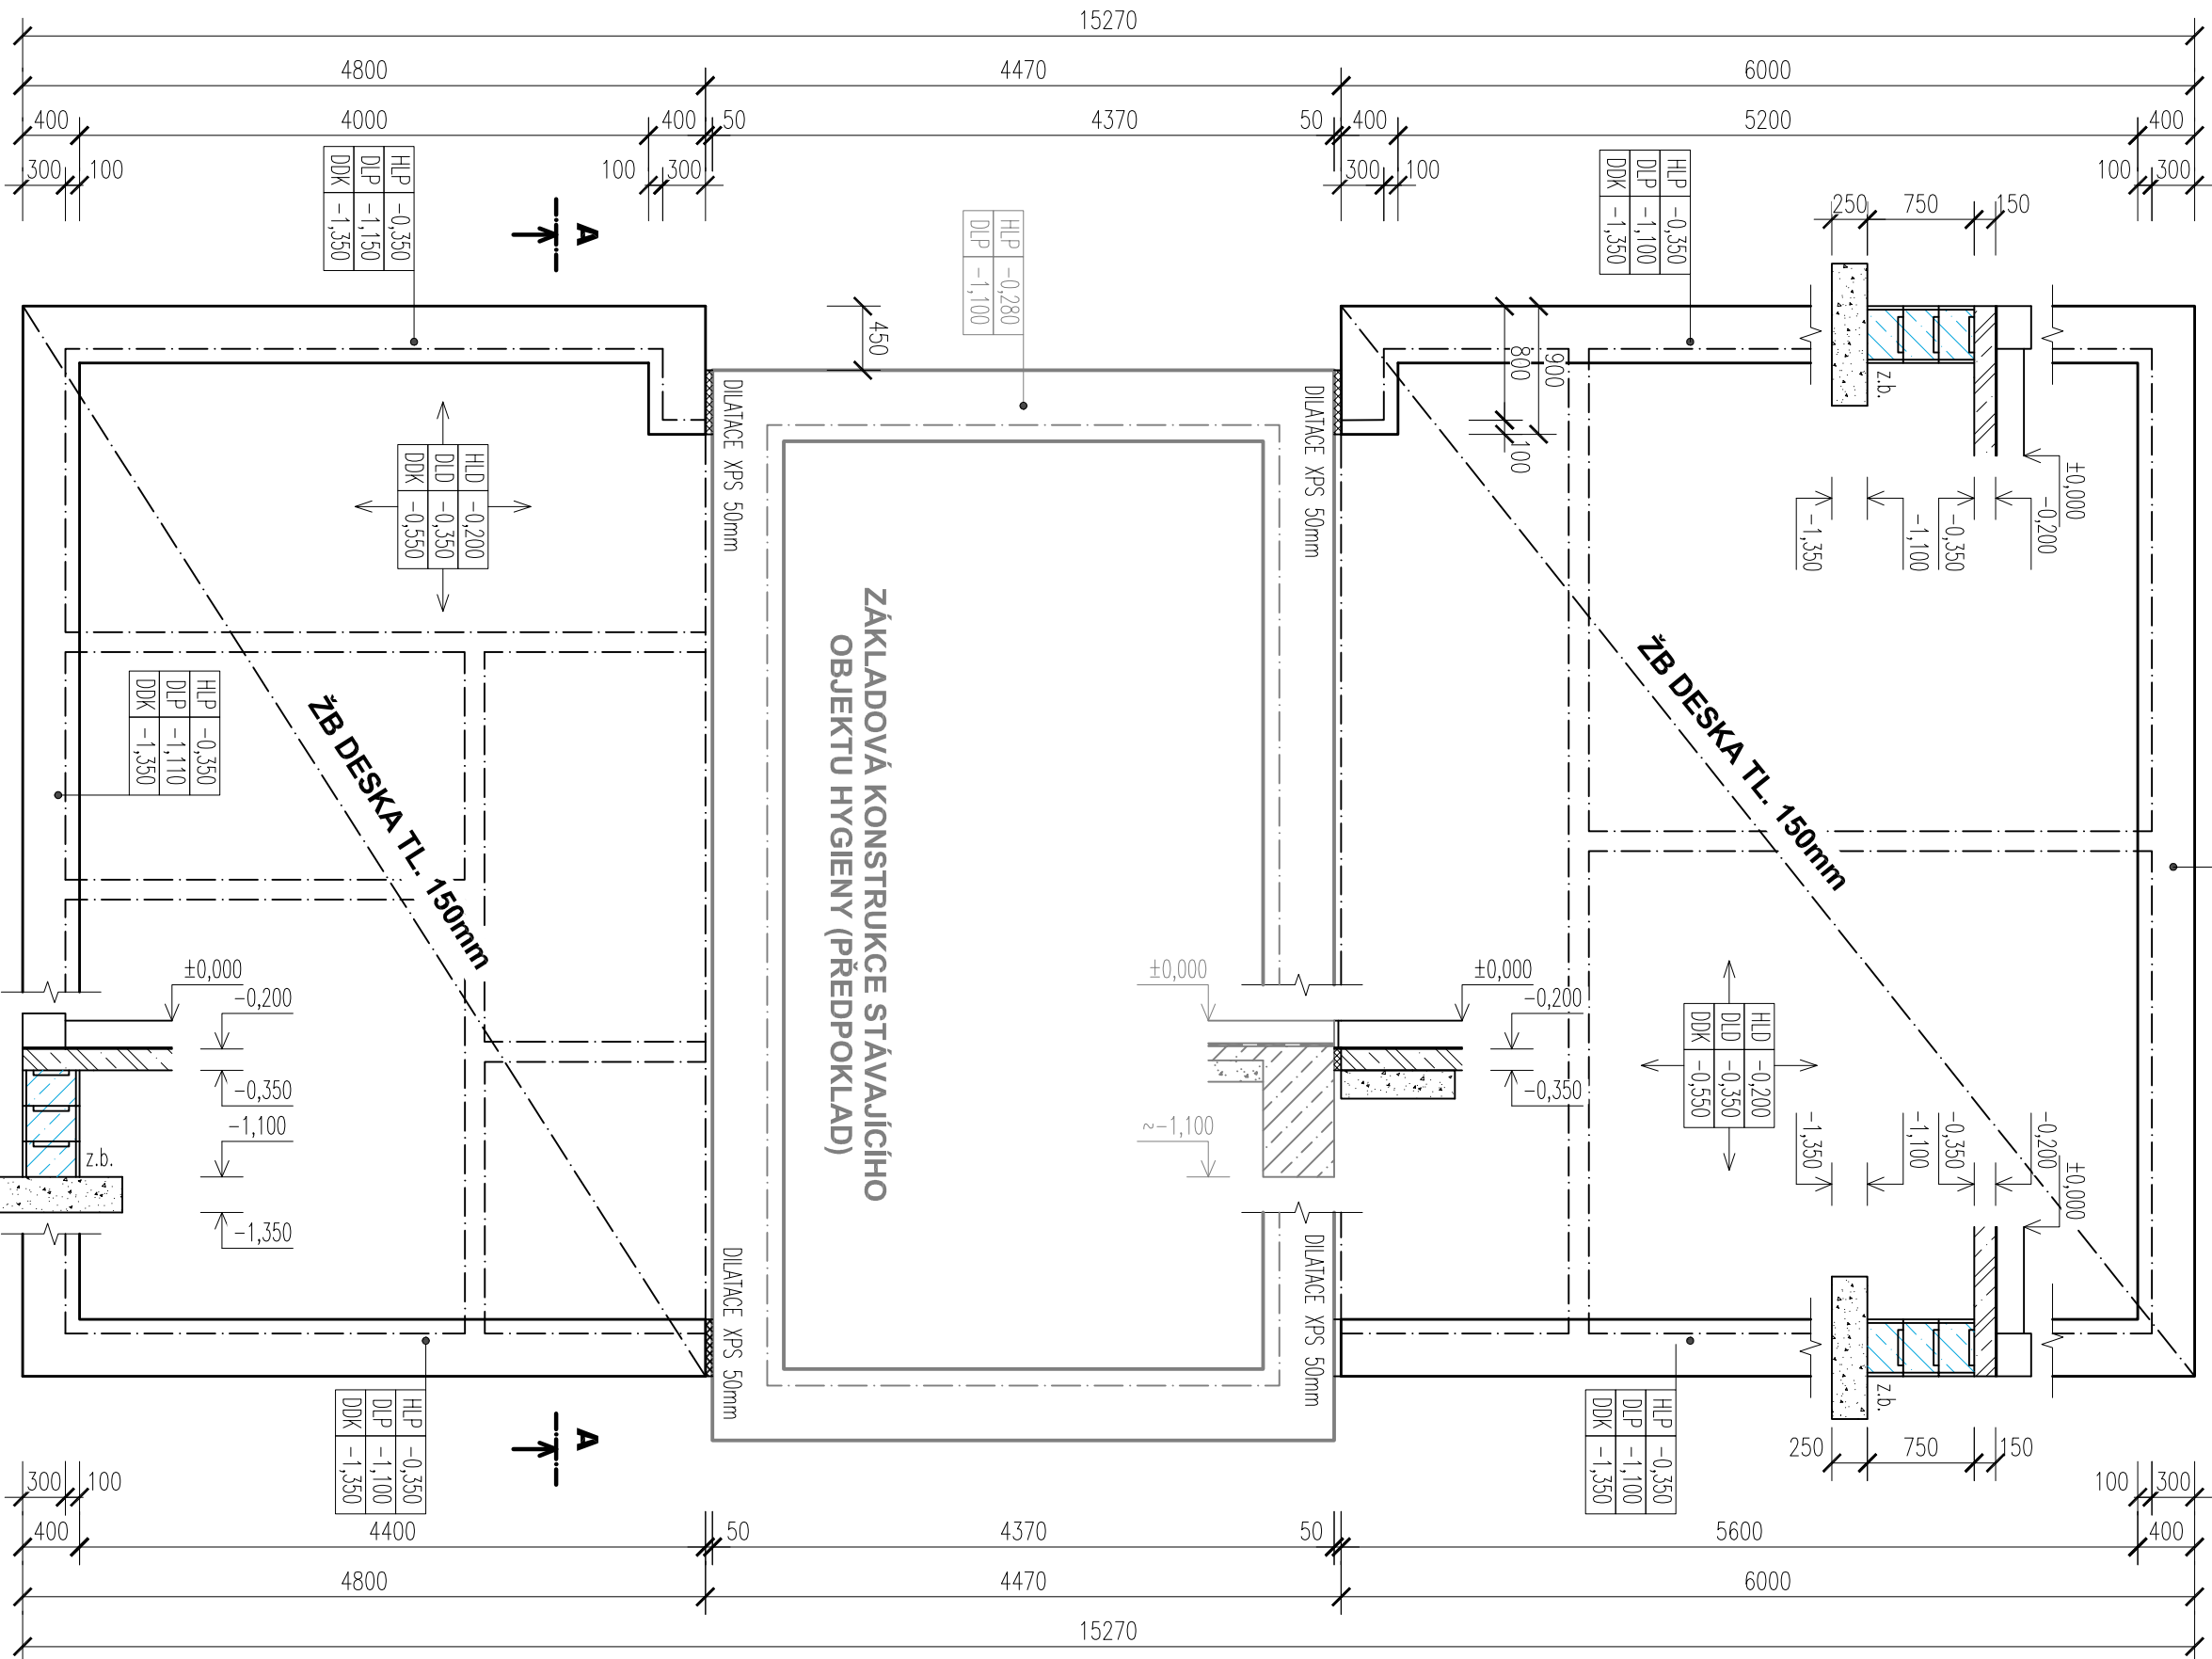 15270
4800
4470
6000
400
4000
400
50
4370
50
400
5200
400
300
100
100
300
300
100
100
300
HLP -0,350
DLP -1,150
DDK -1,350
A
HLP -0,280
DLP -1,100
HLP -0,350
DLP -1,100
DDK -1,350
250
750
150
450
900
800
100
z.b.
±0,000
-0,200
-0,350
-1,100
-1,350
DILATACE XPS 50mm
DILATACE XPS 50mm
HLD -0,200
DLD -0,350
DDK -0,550
ZÁKLADOVÁ KONSTRUKCE STÁVAJÍCÍHO
OBJEKTU HYGIENY (PŘEDPOKLAD)
ŽB DESKA TL. 150mm
ŽB DESKA TL. 150mm
HLP -0,350
DLP -1,110
DDK -1,350
±0,000
-0,200
-0,350
-1,100
z.b.
-1,350
±0,000
≈-1,100
±0,000
-0,200
-0,350
HLD -0,200
DLD -0,350
DDK -0,550
±0,000
-0,200
-0,350
-1,100
-1,350
DILATACE XPS 50mm
DILATACE XPS 50mm
z.b.
HLP -0,350
DLP -1,100
DDK -1,350
A
HLP -0,350
DLP -1,100
DDK -1,350
250
750
150
300
100
100
300
400
4400
50
4370
50
5600
400
4800
4470
6000
15270